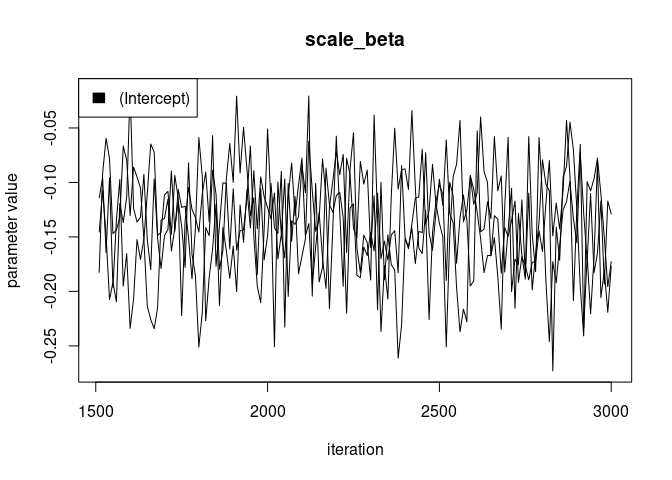 scale_beta
(Intercept)
-0.05
-0.10
-0.15
-0.20
-0.25
parameter value
1500 2000 2500 3000
iteration